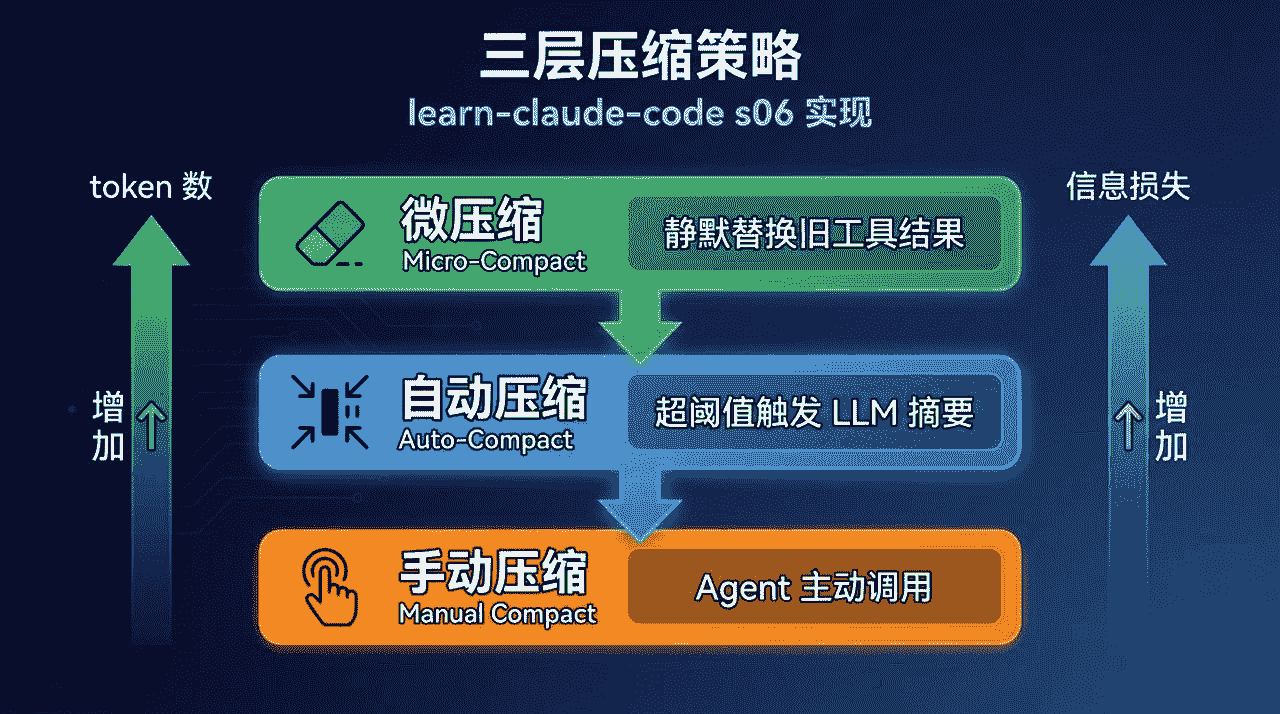 三层压缩策略
learn-claude-code s06 实现
token 数
信息损失
微压缩
Micro-Compact
静默替换旧工具结果
增
加
自动压缩
Auto-Compact
超阈值触发 LLM 摘要
增
加
手动压缩
Manual Compact
Agent 主动调用